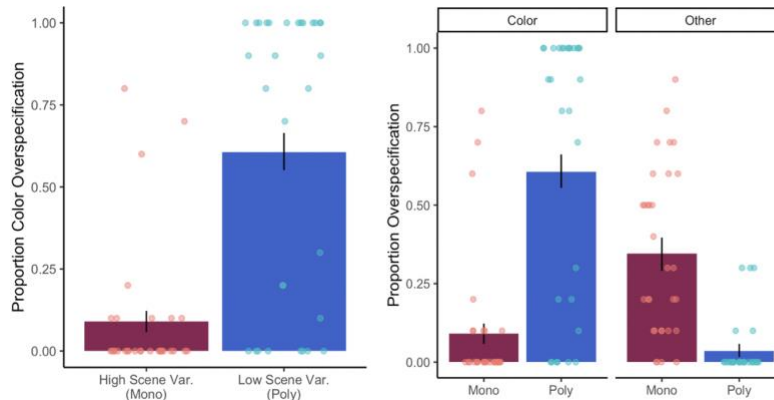 Proportion Color Overspecification
1.00
0.75
0.50
0.25
0.00
High Scene Var.
(Mono)
Low Scene Var.
(Poly)
Proportion Overspecification
Color
Other
1.00
0.75
0.50
0.25
0.00
Mono
Poly
Mono
Poly